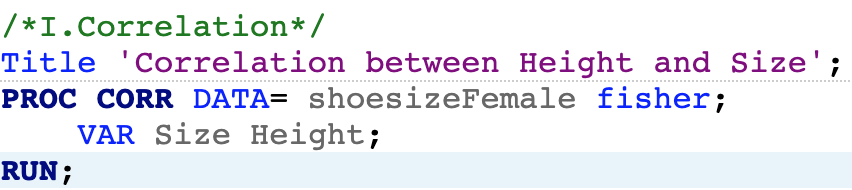 /*I.Correlation*/
Title 'Correlation between Height and Size';
PROC CORR DATA= shoesizeFemale fisher;
    VAR Size Height;
RUN;